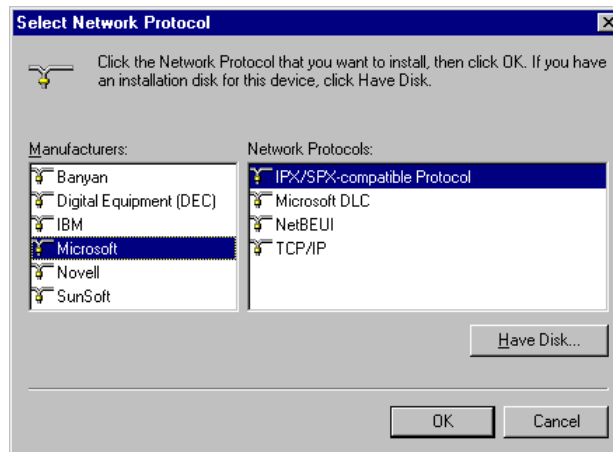 Select Network Protocol
Click the Network Protocol that you want to install, then click OK. If you have
an installation disk for this device, click Have Disk.
Manufacturers:
Banyan
Digital Equipment (DEC)
IBM
Microsoft
Novell
SunSoft
Network Protocols:
IPX/SPX-compatible Protocol
Microsoft DLC
NetBEUI
TCP/IP
Have Disk...
OK
Cancel